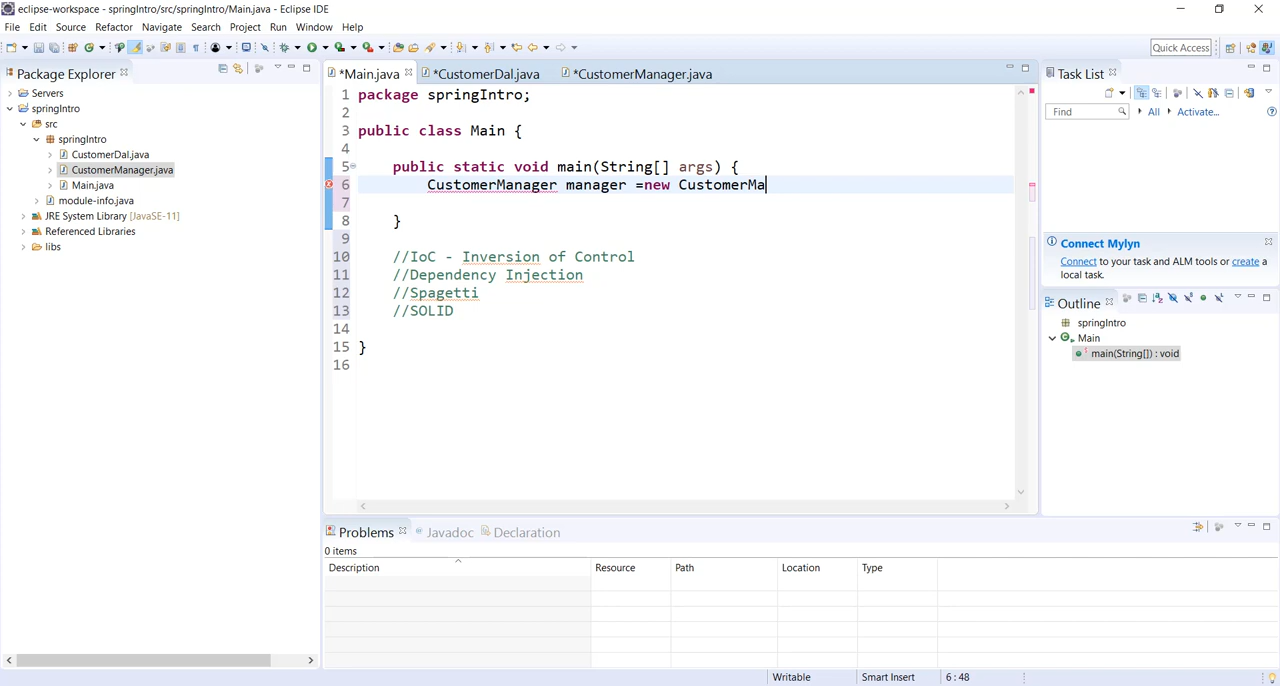 eclipse-workspace - springIntro/src/springIntro/Main.java - Eclipse IDE
File Edit Source Refactor Navigate Search Project Run Window Help
Quick Access
Package Explorer
Servers
springIntro
src
springIntro
CustomerDal.java
CustomerManager.java
Main.java
module-info.java
JRE System Library [JavaSE-11]
Referenced Libraries
libs
*Main.java *CustomerDal.java *CustomerManager.java
1 package springIntro;
2
3 public class Main {
4
5 public static void main(String[] args) {
6 CustomerManager manager =new CustomerMa
7
8 }
9
10 //IoC - Inversion of Control
11 //Dependency Injection
12 //Spagetti
13 //SOLID
14
15 }
16
Task List
Find All Activate...
Connect Mylyn
Connect to your task and ALM tools or create a
local task.
Outline
springIntro
Main
main(String[]) : void
Problems Javadoc Declaration
0 items
Description Resource Path Location Type
Writable Smart Insert 6 : 48